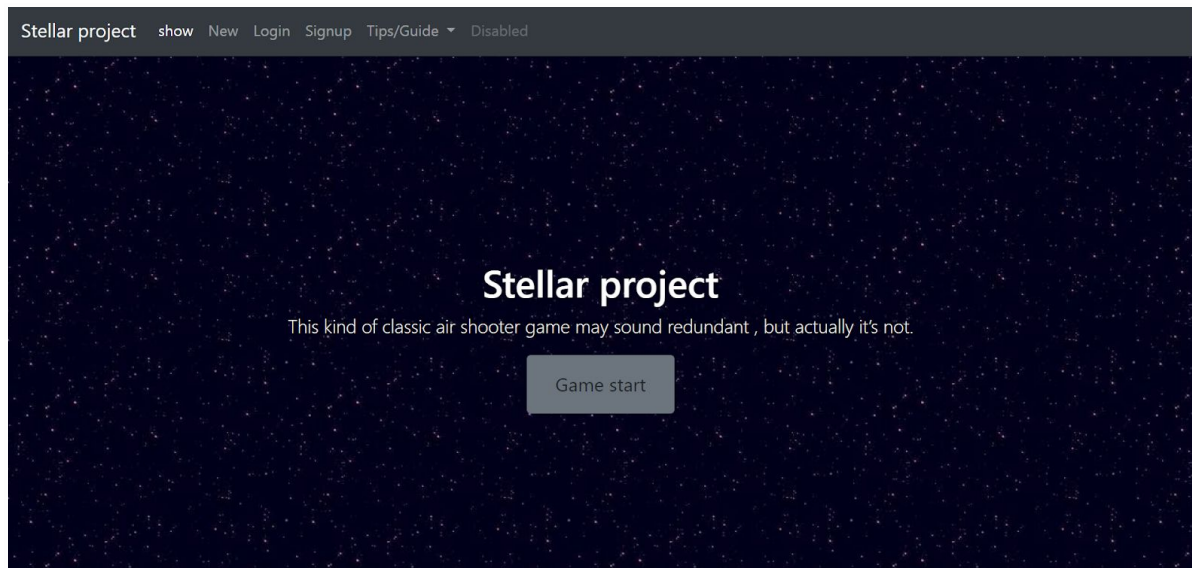 Stellar project show New Login Signup Tips/Guide Disabled
Stellar project
This kind of classic air shooter game may sound redundant , but actually it's not.
Game start